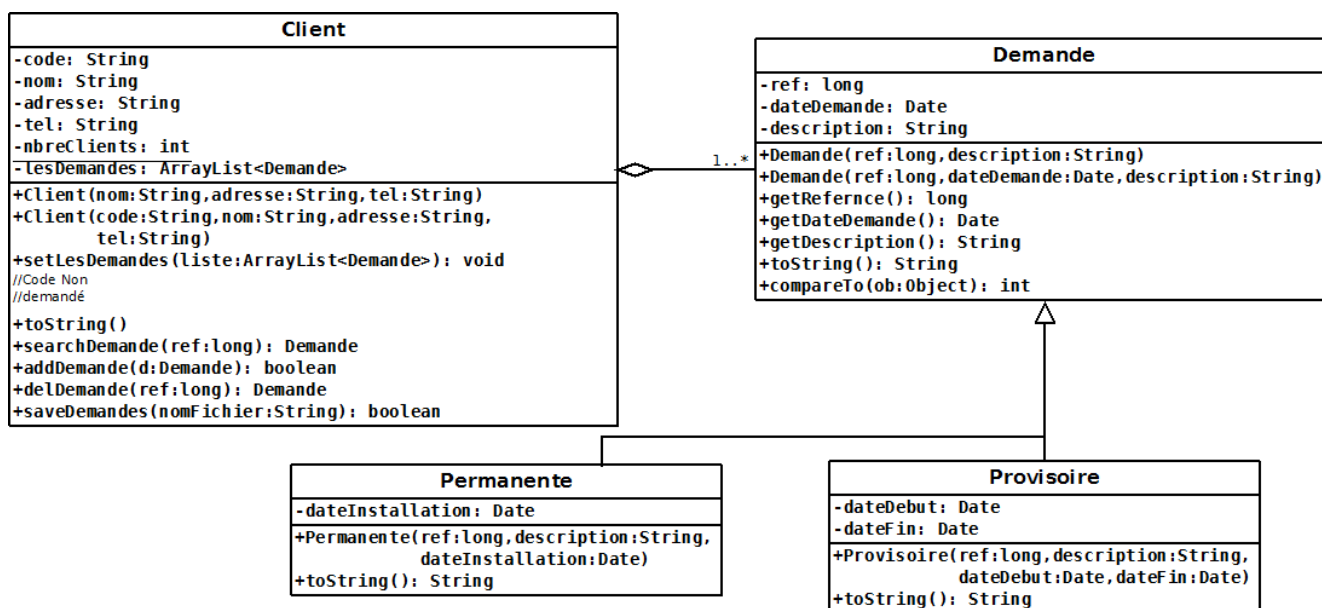 Client
-code: String
-nom: String
-adresse: String
-tel: String
-nbreClients: int
-lesDemandes: ArrayList<Demande>
+Client(nom:String,adresse:String,tel:String)
+Client(code:String,nom:String,adresse:String,
tel:String)
+setLesDemandes(liste:ArrayList<Demande>): void
//Code Non
//demandé
+toString()
+searchDemande(ref:long): Demande
+addDemande(d:Demande): boolean
+delDemande(ref:long): Demande
+saveDemandes(nomFichier:String): boolean
1..*
Demande
-ref: long
-dateDemande: Date
-description: String
+Demande(ref:long,description:String)
+Demande(ref:long,dateDemande:Date,description:String)
+getRefernce(): long
+getDateDemande(): Date
+getDescription(): String
+toString(): String
+compareTo(ob:Object): int
Permanente
-dateInstallation: Date
+Permanente(ref:long,description:String,
dateInstallation:Date)
+toString(): String
Provisoire
-dateDebut: Date
-dateFin: Date
+Provisoire(ref:long,description:String,
dateDebut:Date,dateFin:Date)
+toString(): String